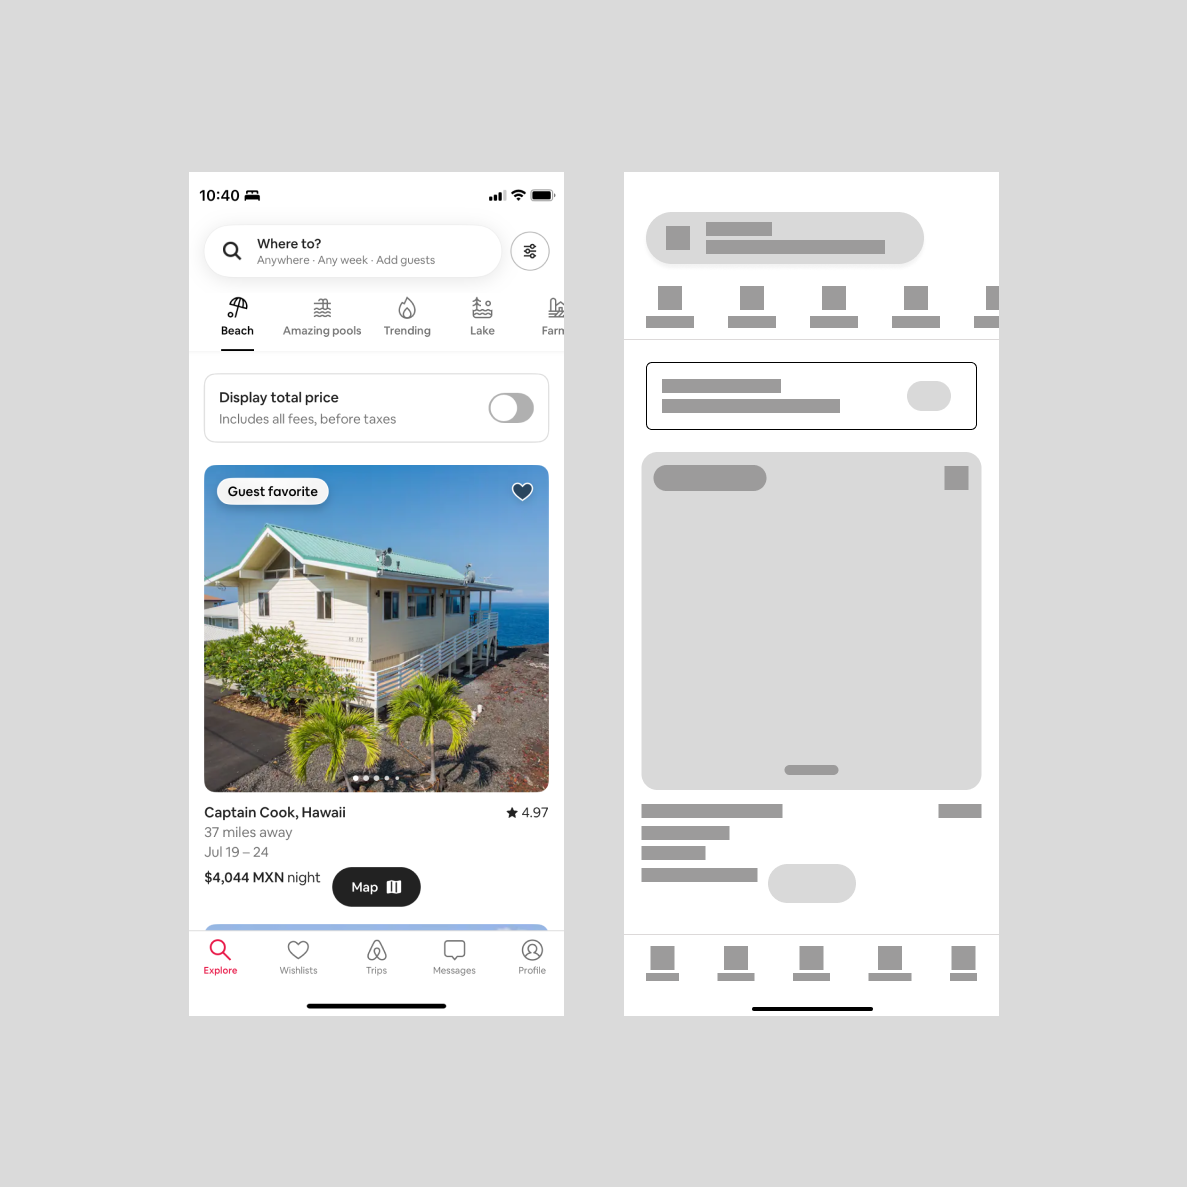 10:40
Where to?
Anywhere · Any week · Add guests
Beach
Amazing pools
Trending
Lake
Farm
Display total price
Includes all fees, before taxes
Guest favorite
Captain Cook, Hawaii
4.97
37 miles away
Jul 19 – 24
$4,044 MXN night
Map
Explore
Wishlists
Trips
Messages
Profile